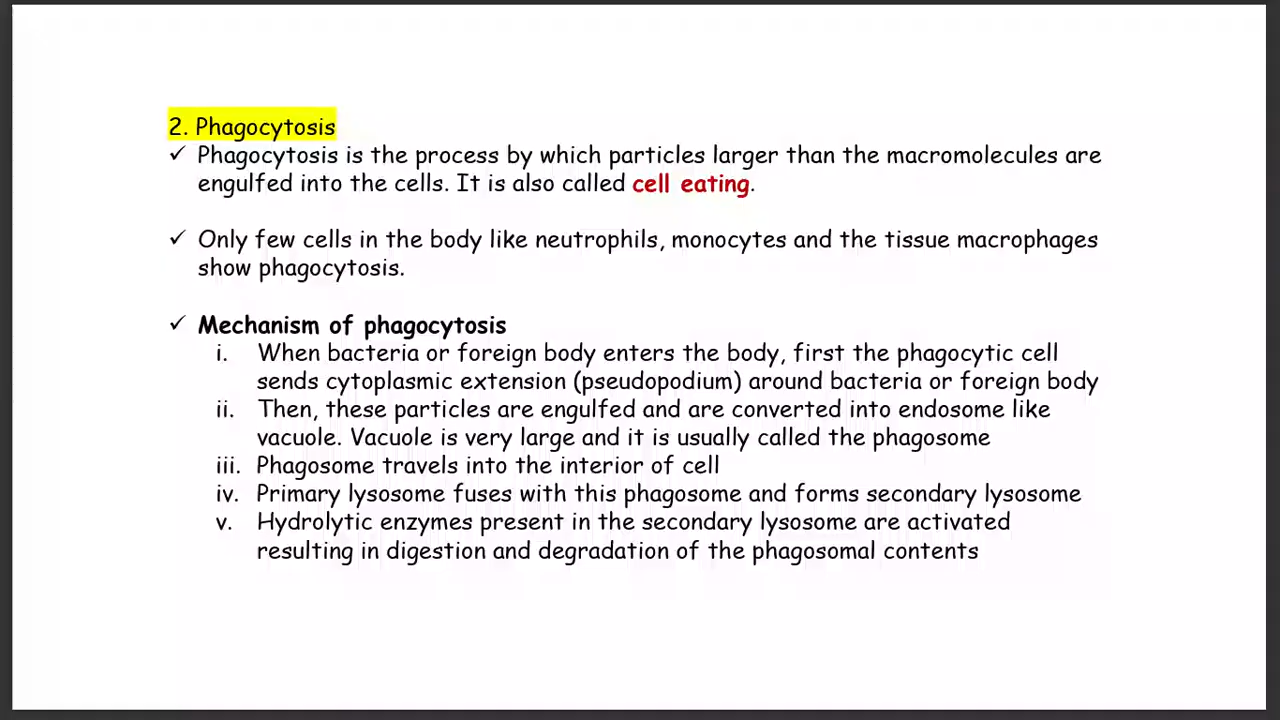 2. Phagocytosis
✓ Phagocytosis is the process by which particles larger than the macromolecules are
engulfed into the cells. It is also called cell eating.
✓ Only few cells in the body like neutrophils, monocytes and the tissue macrophages
show phagocytosis.
✓ Mechanism of phagocytosis
i. When bacteria or foreign body enters the body, first the phagocytic cell
sends cytoplasmic extension (pseudopodium) around bacteria or foreign body
ii. Then, these particles are engulfed and are converted into endosome like
vacuole. Vacuole is very large and it is usually called the phagosome
iii. Phagosome travels into the interior of cell
iv. Primary lysosome fuses with this phagosome and forms secondary lysosome
v. Hydrolytic enzymes present in the secondary lysosome are activated
resulting in digestion and degradation of the phagosomal contents